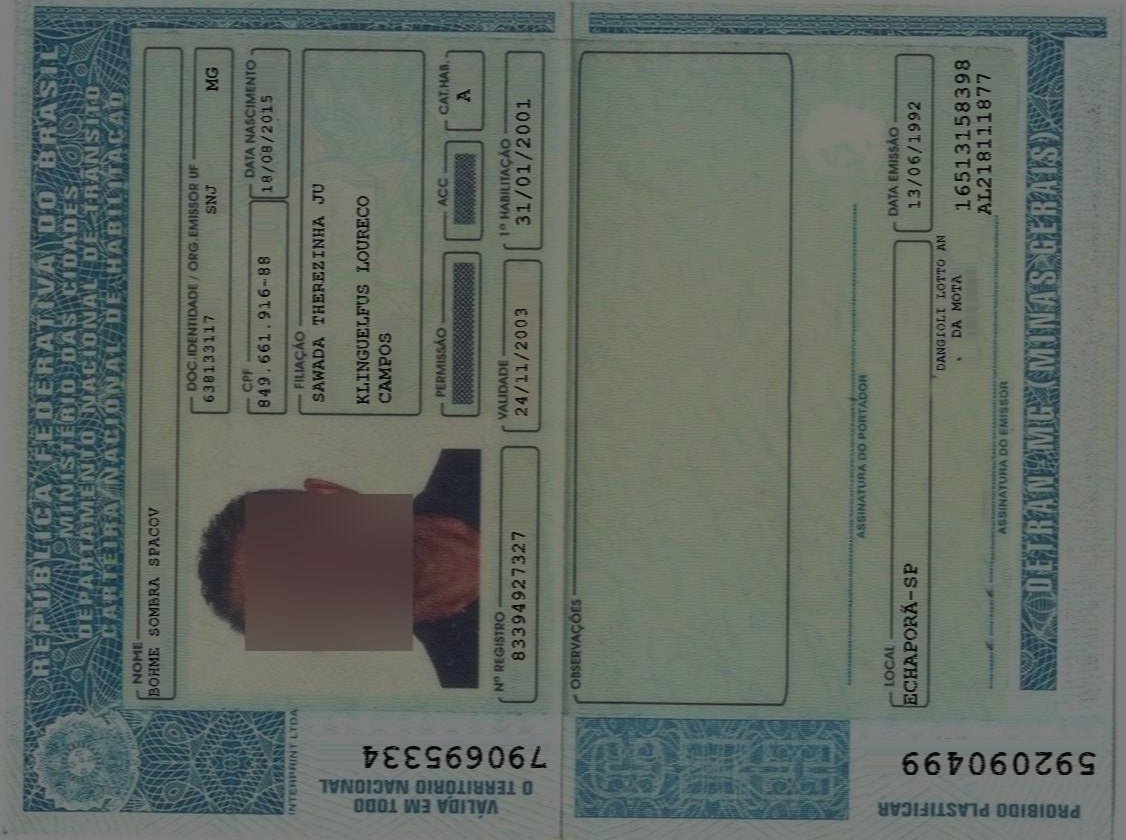 REPÚBLICA FEDERATIVA DO BRASIL
MINISTÉRIO DAS CIDADES
DEPARTAMENTO NACIONAL DE TRÂNSITO
CARTEIRA NACIONAL DE HABILITAÇÃO
NOME
BOHME SOMBRA SPACOV
DOC.IDENTIDADE / ORG.EMISSOR UF
638133117 SNJ MG
CPF
849.661.916-88
DATA NASCIMENTO
18/08/2015
FILIAÇÃO
SAWADA THEREZINHA JU
KLINGUELFUS LOURECO
CAMPOS
PERMISSÃO
ACC
CAT.HAB.
A
Nº REGISTRO
83394927327
VALIDADE
24/11/2003
1ª HABILITAÇÃO
31/01/2001
INTERPRINT LTDA
VÁLIDA EM TODO
O TERRITÓRIO NACIONAL
790695334
OBSERVAÇÕES
ASSINATURA DO PORTADOR
LOCAL
ECHAPORÃ-SP
DATA EMISSÃO
13/06/1992
DANGIOLI LOTTO AN
DA MOTA
16513158398
AL218111877
ASSINATURA DO EMISSOR
DETRAN-MG (MINAS GERAIS)
PROIBIDO PLASTIFICAR
592090499